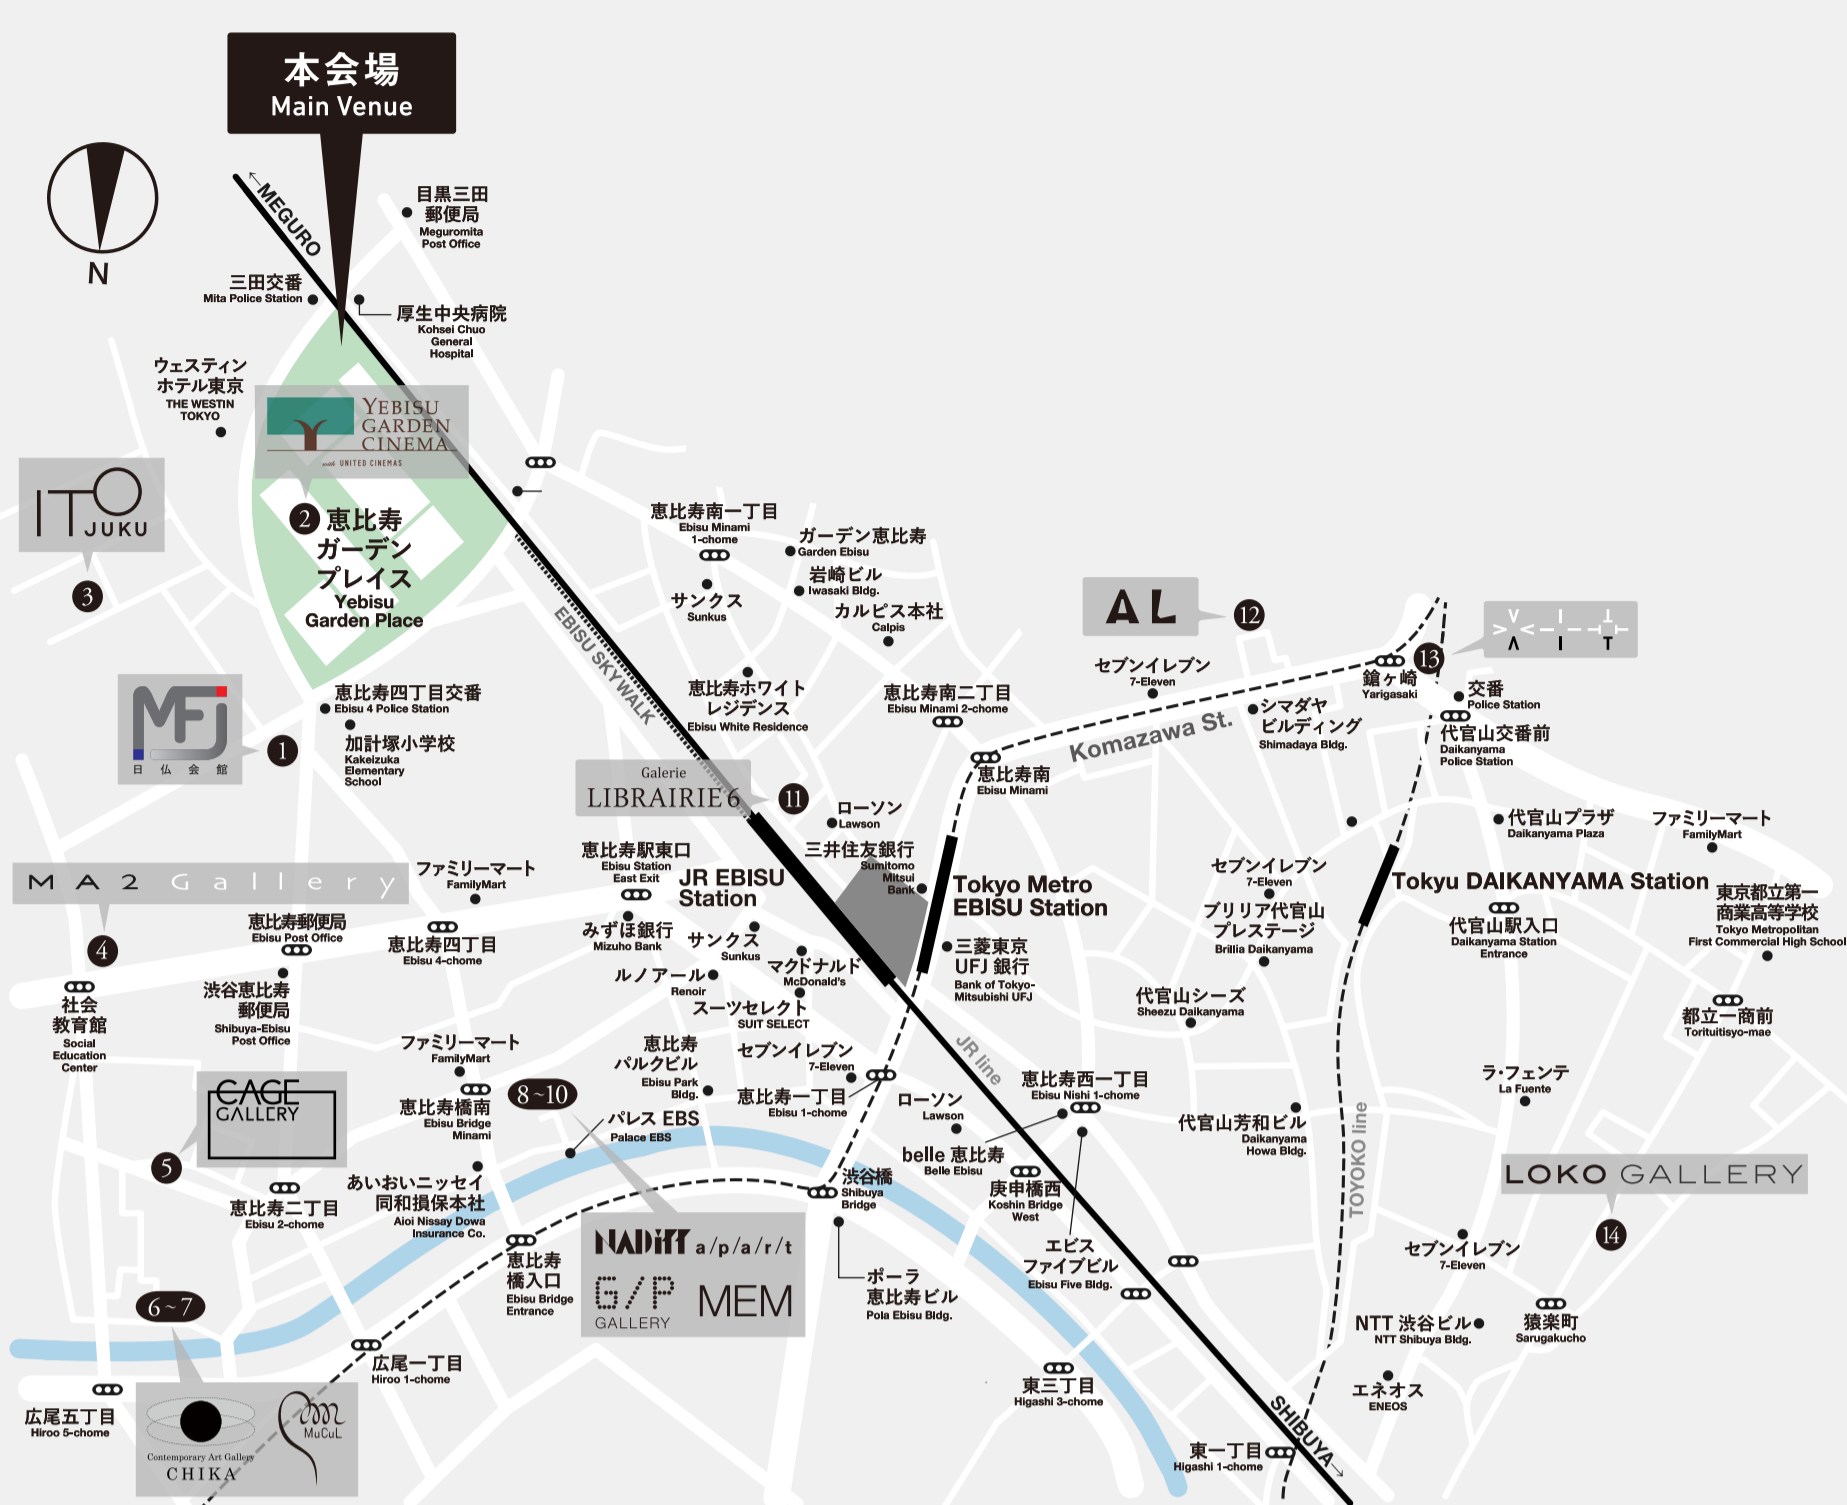 本会場
Main Venue
N
←MEGURO
目黒三田
郵便局
Meguromita
Post Office
三田交番
Mita Police Station
厚生中央病院
Kohsei Chuo
General
Hospital
ウェスティン
ホテル東京
THE WESTIN
TOKYO
YEBISU
GARDEN
CINEMA
with UNITED CINEMAS
ITO
JUKU
3
2
恵比寿
ガーデン
プレイス
Yebisu
Garden Place
EBISU SKYWALK
恵比寿南一丁目
Ebisu Minami
1-chome
ガーデン恵比寿
Garden Ebisu
岩崎ビル
Iwasaki Bldg.
サンクス
Sunkus
カルピス本社
Calpis
AL
12
セブンイレブン
7-Eleven
13
鎗ヶ崎
Yarigasaki
AIT
交番
Police Station
代官山交番前
Daikanyama
Police Station
シマダヤ
ビルディング
Shimadaya Bldg.
Komazawa St.
MFJ
日仏会館
1
恵比寿四丁目交番
Ebisu 4 Police Station
加計塚小学校
Kakeizuka
Elementary
School
恵比寿ホワイト
レジデンス
Ebisu White Residence
恵比寿南二丁目
Ebisu Minami 2-chome
恵比寿南
Ebisu Minami
Galerie
LIBRAIRIE6
11
ローソン
Lawson
三井住友銀行
Sumitomo
Mitsui
Bank
恵比寿駅東口
Ebisu Station
East Exit
JR EBISU
Station
Tokyo Metro
EBISU Station
セブンイレブン
7-Eleven
ブリリア代官山
プレステージ
Brillia Daikanyama
Tokyu DAIKANYAMA Station
代官山プラザ
Daikanyama Plaza
ファミリーマート
FamilyMart
代官山駅入口
Daikanyama Station
Entrance
東京都立第一
商業高等学校
Tokyo Metropolitan
First Commercial High School
都立一商前
Torituitisyo-mae
MA2 Gallery
4
ファミリーマート
FamilyMart
恵比寿郵便局
Ebisu Post Office
恵比寿四丁目
Ebisu 4-chome
みずほ銀行
Mizuho Bank
サンクス
Sunkus
マクドナルド
McDonald's
ルノアール
Renoir
スーツセレクト
SUIT SELECT
三菱東京
UFJ 銀行
Bank of Tokyo-
Mitsubishi UFJ
代官山シーズ
Sheezu Daikanyama
社会
教育館
Social
Education
Center
渋谷恵比寿
郵便局
Shibuya-Ebisu
Post Office
ファミリーマート
FamilyMart
恵比寿
パルクビル
Ebisu Park
Bldg.
セブンイレブン
7-Eleven
恵比寿一丁目
Ebisu 1-chome
JR line
恵比寿西一丁目
Ebisu Nishi 1-chome
ローソン
Lawson
belle 恵比寿
Belle Ebisu
代官山芳和ビル
Daikanyama
Howa Bldg.
TOYOKO line
ラ・フェンテ
La Fuente
CAGE
GALLERY
5
恵比寿橋南
Ebisu Bridge
Minami
8~10
パレス EBS
Palace EBS
あいおいニッセイ
同和損保本社
Aioi Nissay Dowa
Insurance Co.
恵比寿二丁目
Ebisu 2-chome
渋谷橋
Shibuya
Bridge
庚申橋西
Koshin Bridge
West
LOKO GALLERY
14
恵比寿
橋入口
Ebisu Bridge
Entrance
NADiff a/p/a/r/t
G/P
GALLERY
MEM
ポーラ
恵比寿ビル
Pola Ebisu Bldg.
エビス
ファイブビル
Ebisu Five Bldg.
セブンイレブン
7-Eleven
NTT 渋谷ビル
NTT Shibuya Bldg.
猿楽町
Sarugakucho
6~7
広尾一丁目
Hiroo 1-chome
広尾五丁目
Hiroo 5-chome
Contemporary Art Gallery
CHIKA
MuCuL
東三丁目
Higashi 3-chome
エネオス
ENEOS
SHIBUYA→
東一丁目
Higashi 1-chome